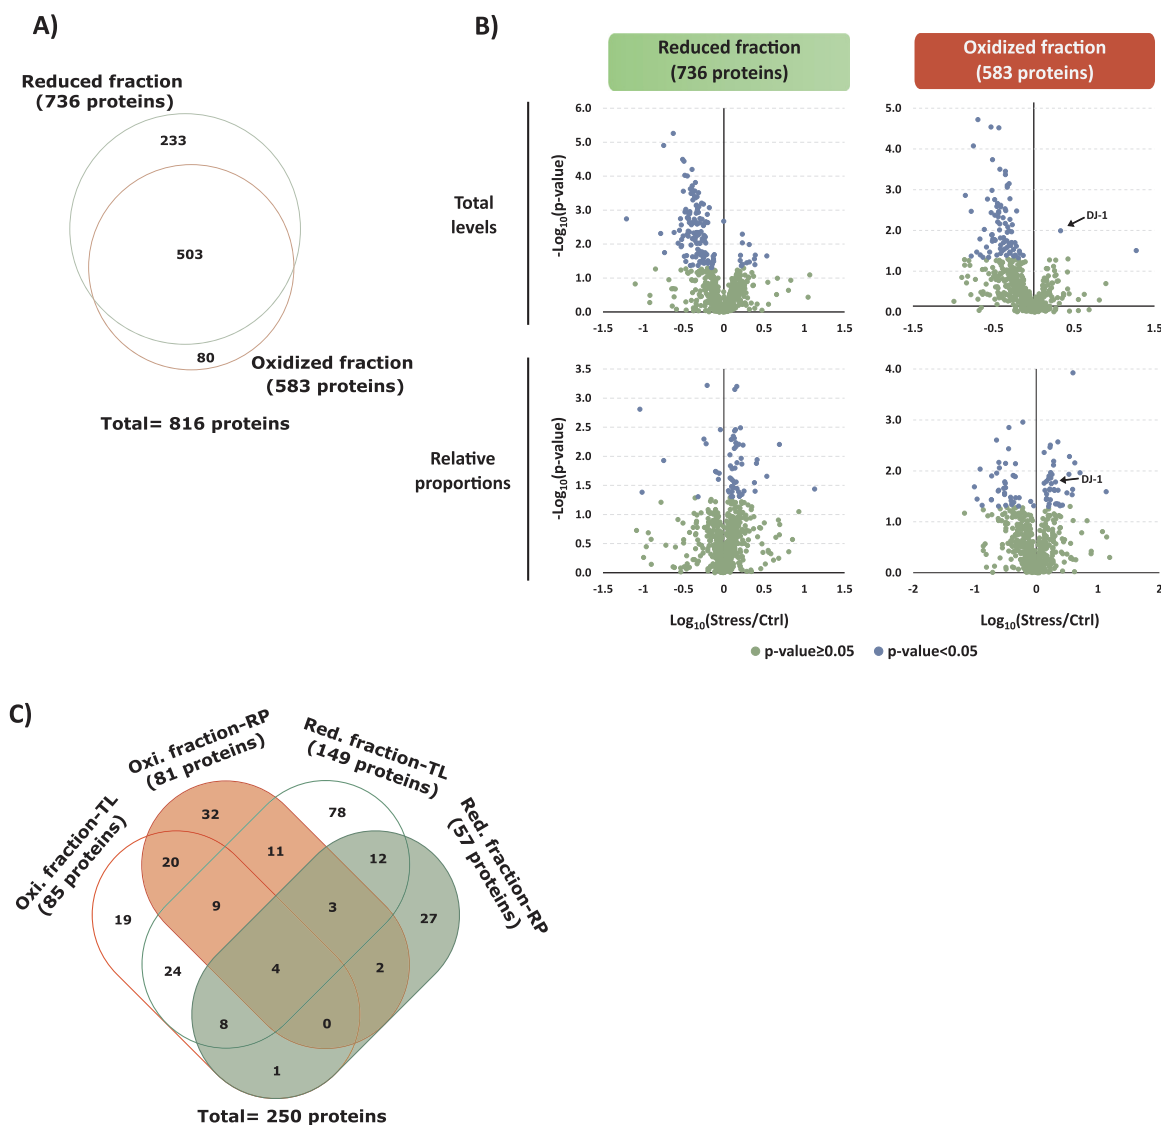 A)
Reduced fraction
(736 proteins)
233
503
80
Oxidized fraction
(583 proteins)
Total= 816 proteins
B)
Reduced fraction
(736 proteins)
Oxidized fraction
(583 proteins)
Total
levels
-Log10(p-value)
6.0
5.0
4.0
3.0
2.0
1.0
0.0
-1.5
-1
-0.5
0
0.5
1
1.5
5.0
4.0
3.0
2.0
1.0
0.0
DJ-1
-1.5
-0.5
0.5
1.5
Relative
proportions
-Log10(p-value)
3.5
3.0
2.5
2.0
1.5
1.0
0.5
0.0
-1.5
-1
-0.5
0
0.5
1
1.5
Log10(Stress/Ctrl)
4.0
3.0
2.0
1.0
0.0
DJ-1
-2
-1
0
1
2
Log10(Stress/Ctrl)
p-value≥0.05
p-value<0.05
C)
Oxi. fraction-TL
(85 proteins)
Oxi. fraction-RP
(81 proteins)
Red. fraction-TL
(149 proteins)
Red. fraction-RP
(57 proteins)
32
78
20
11
12
19
9
3
27
24
4
2
8
0
1
Total= 250 proteins